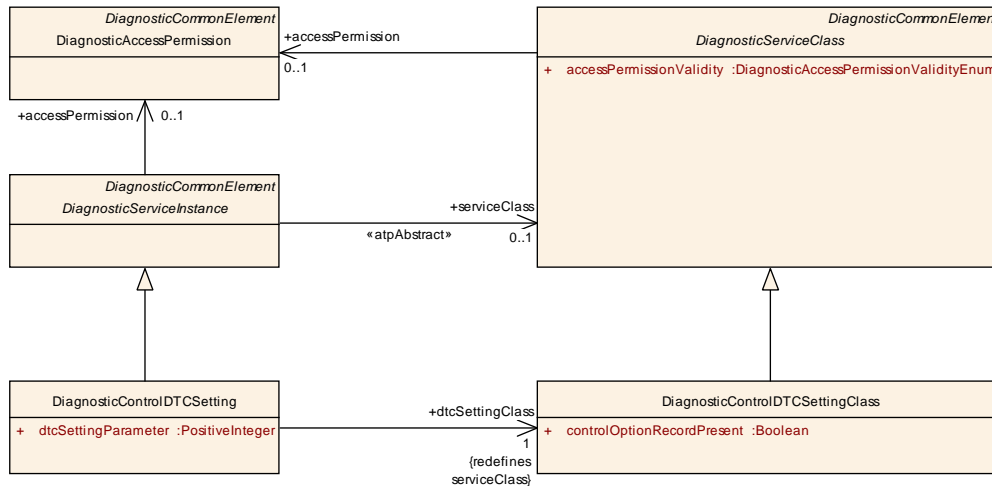 DiagnosticCommonElement
DiagnosticAccessPermission
+accessPermission
0..1
DiagnosticCommonElemen
DiagnosticServiceClass
+ accessPermissionValidity :DiagnosticAccessPermissionValidityEnum
+accessPermission
0..1
DiagnosticCommonElement
DiagnosticServiceInstance
+serviceClass
«atpAbstract»
0..1
DiagnosticControlDTCSetting
+ dtcSettingParameter :PositiveInteger
+dtcSettingClass
1
{redefines
serviceClass}
DiagnosticControlDTCSettingClass
+ controlOptionRecordPresent :Boolean